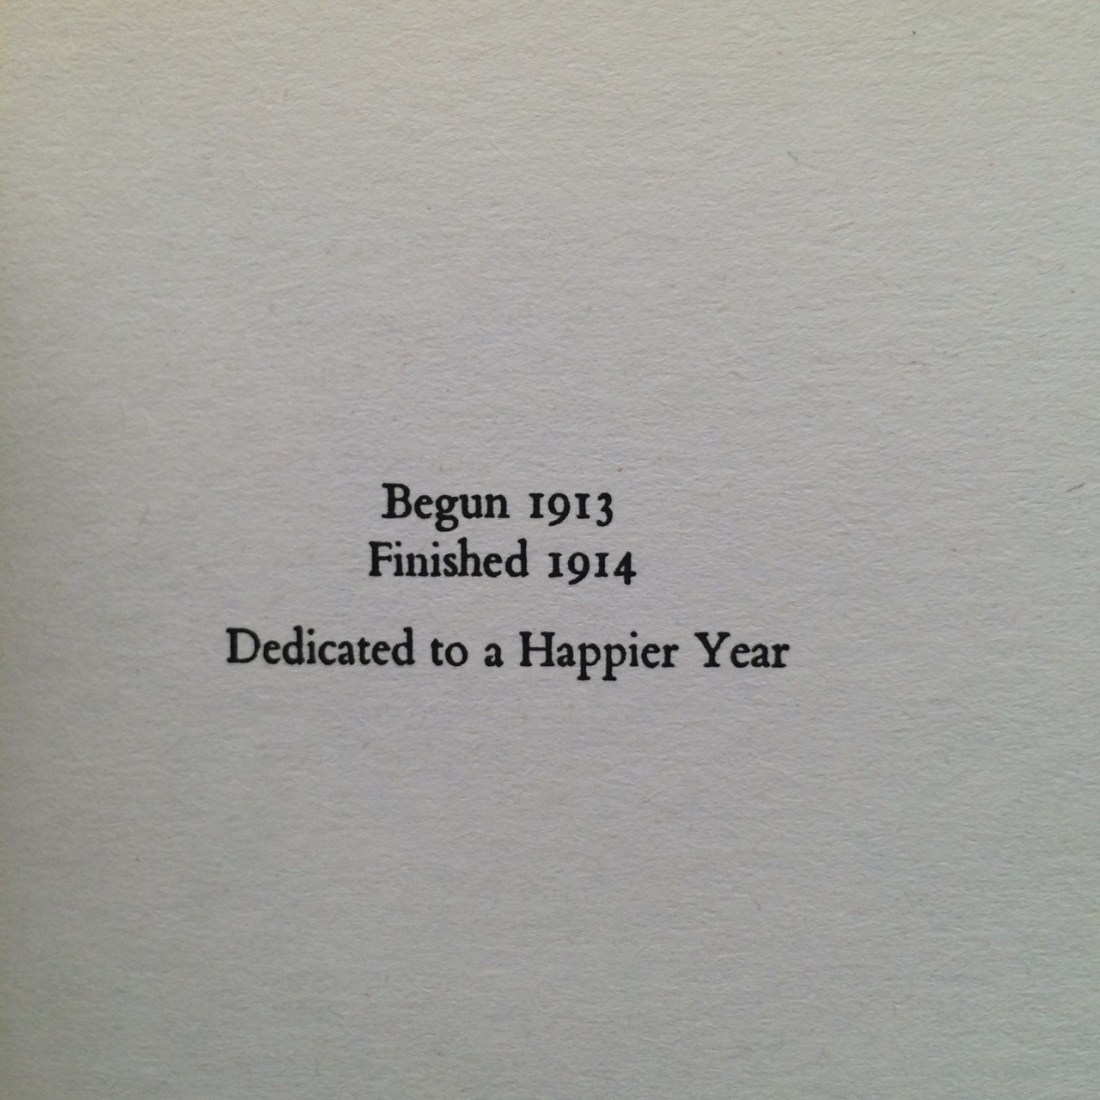 Begun 1913
Finished 1914
Dedicated to a Happier Year